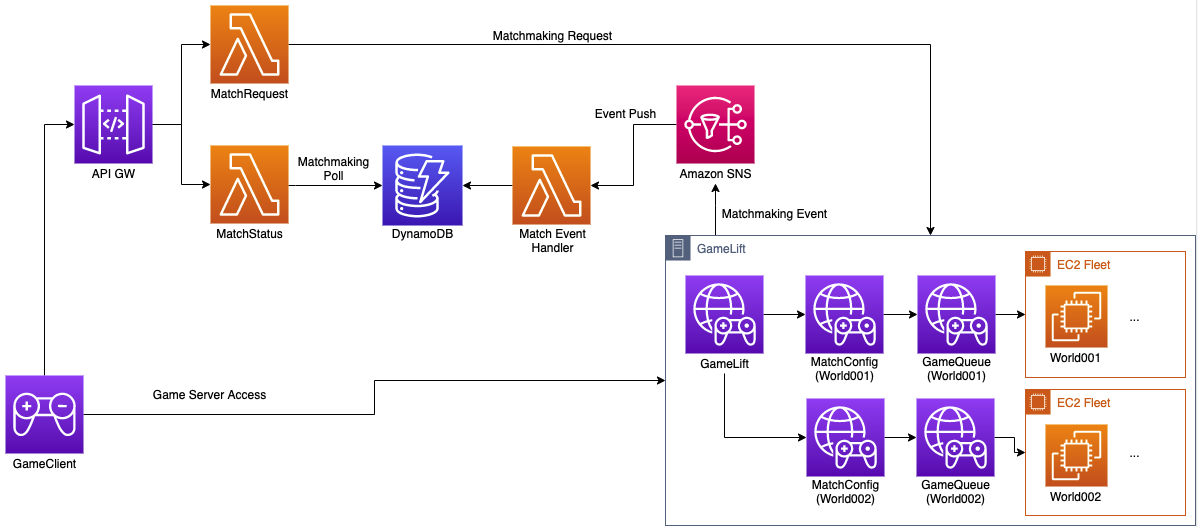 Matchmaking Request
MatchRequest
API GW
Event Push
Amazon SNS
Matchmaking
Poll
MatchStatus
DynamoDB
Match Event
Handler
Matchmaking Event
GameLift
EC2 Fleet
World001
...
GameLift
MatchConfig
(World001)
GameQueue
(World001)
Game Server Access
GameClient
EC2 Fleet
World002
...
MatchConfig
(World002)
GameQueue
(World002)